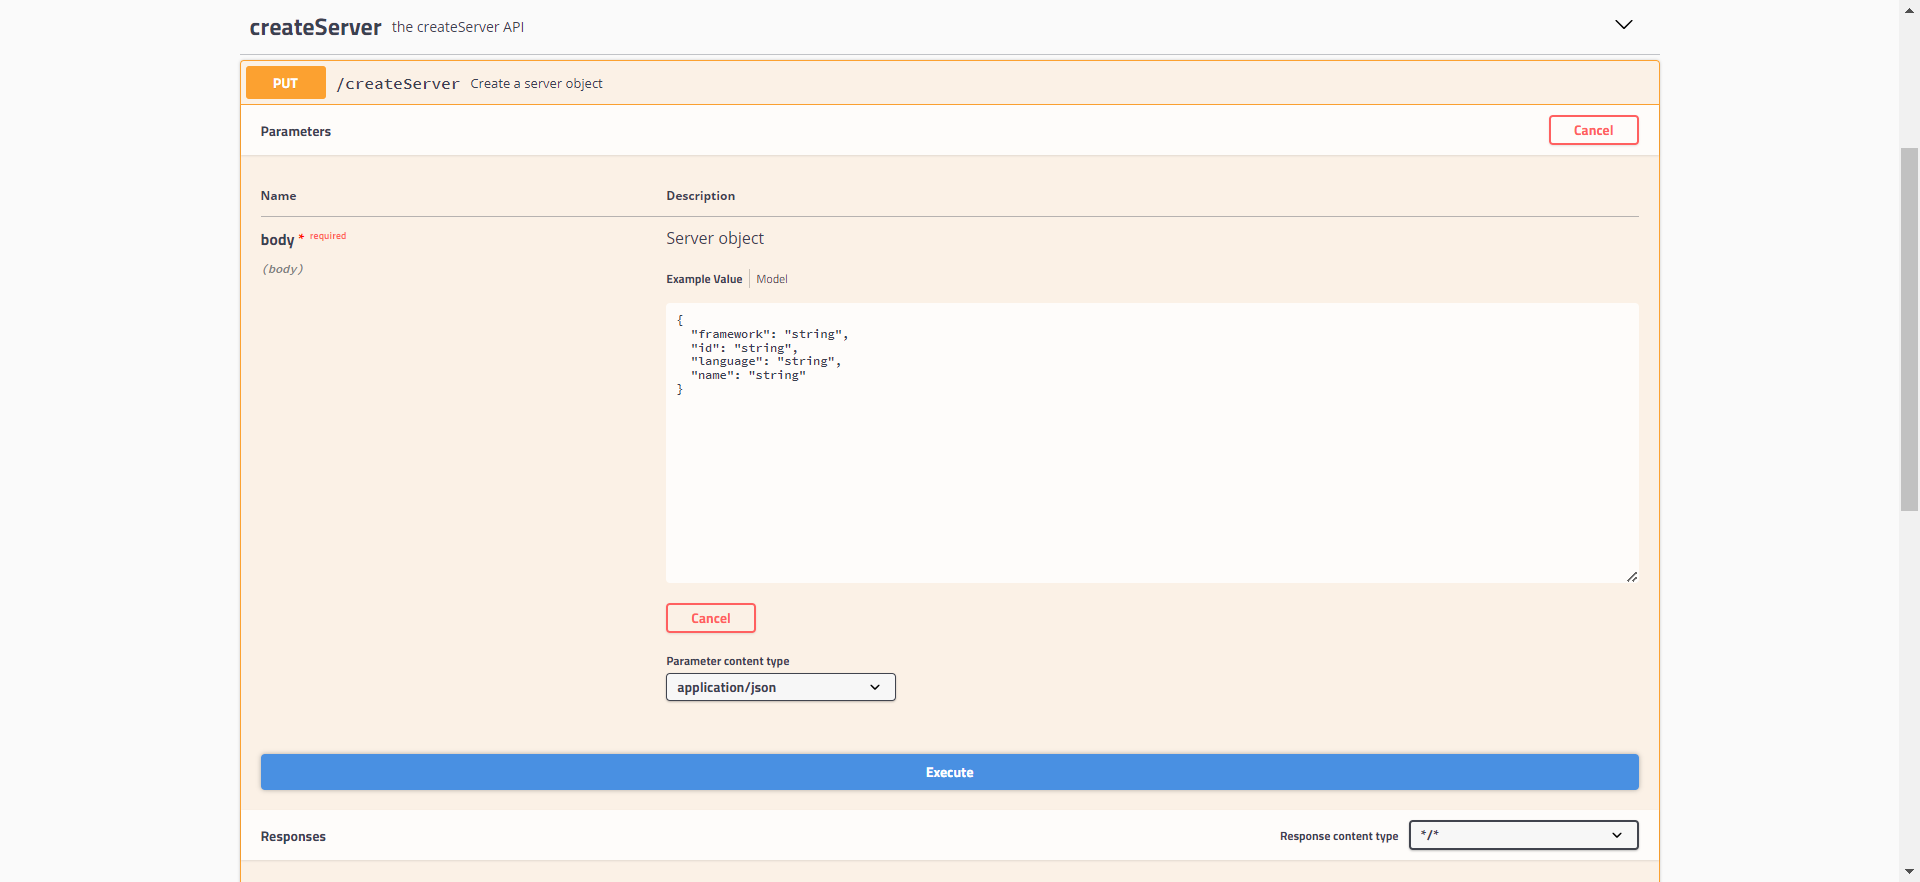 createServer the createServer API
PUT /createServer Create a server object
Parameters Cancel
Name Description
body * required Server object
(body)
Example Value Model
{
  "framework": "string",
  "id": "string",
  "language": "string",
  "name": "string"
}
Cancel
Parameter content type
application/json
Execute
Responses Response content type */*